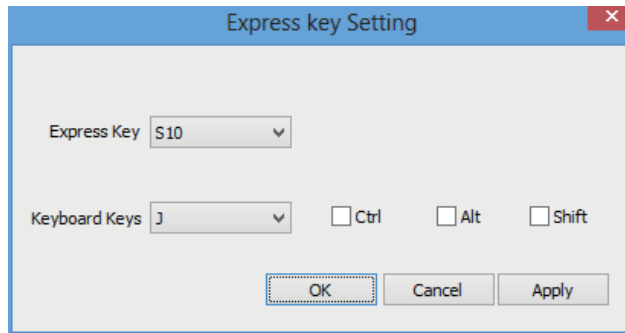 Express key Setting
Express Key S10
Keyboard Keys J Ctrl Alt Shift
OK Cancel Apply